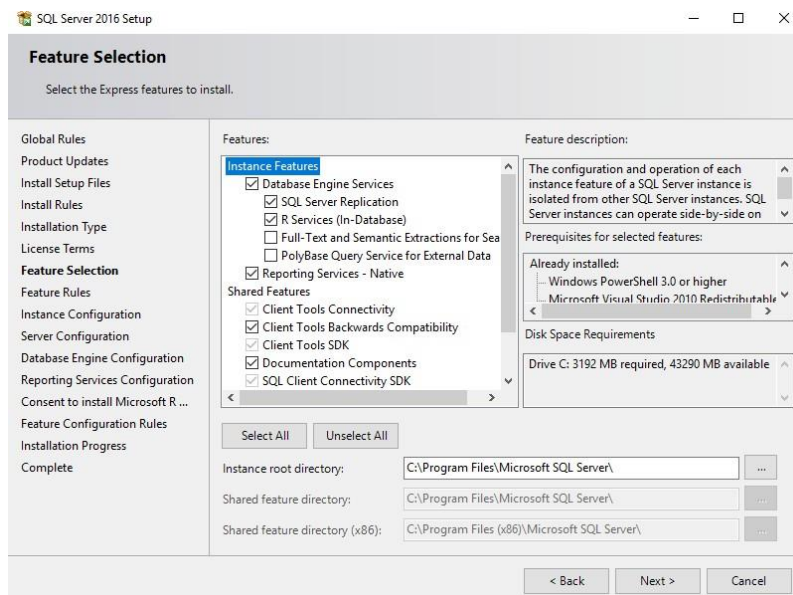 SQL Server 2016 Setup
Feature Selection
Select the Express features to install.
Global Rules
Product Updates
Install Setup Files
Install Rules
Installation Type
License Terms
Feature Selection
Feature Rules
Instance Configuration
Server Configuration
Database Engine Configuration
Reporting Services Configuration
Consent to install Microsoft R ...
Feature Configuration Rules
Installation Progress
Complete
Features:
Instance Features
Database Engine Services
SQL Server Replication
R Services (In-Database)
Full-Text and Semantic Extractions for Sea
PolyBase Query Service for External Data
Reporting Services - Native
Shared Features
Client Tools Connectivity
Client Tools Backwards Compatibility
Client Tools SDK
Documentation Components
SQL Client Connectivity SDK
Feature description:
The configuration and operation of each
instance feature of a SQL Server instance is
isolated from other SQL Server instances. SQL
Server instances can operate side-by-side on
Prerequisites for selected features:
Already installed:
Windows PowerShell 3.0 or higher
Microsoft Visual Studio 2010 Redistributable
Disk Space Requirements
Drive C: 3192 MB required, 43290 MB available
Select All
Unselect All
Instance root directory:
C:\Program Files\Microsoft SQL Server\
...
Shared feature directory:
C:\Program Files\Microsoft SQL Server\
...
Shared feature directory (x86):
C:\Program Files (x86)\Microsoft SQL Server\
...
< Back
Next >
Cancel